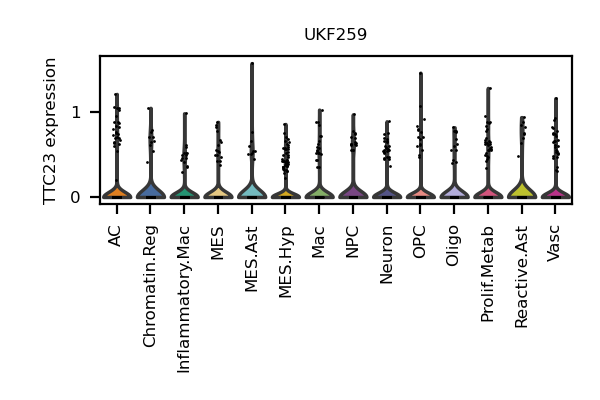 UKF259
TTC23 expression
1
0
AC
Chromatin.Reg
Inflammatory.Mac
MES
MES.Ast
MES.Hyp
Mac
NPC
Neuron
OPC
Oligo
Prolif.Metab
Reactive.Ast
Vasc